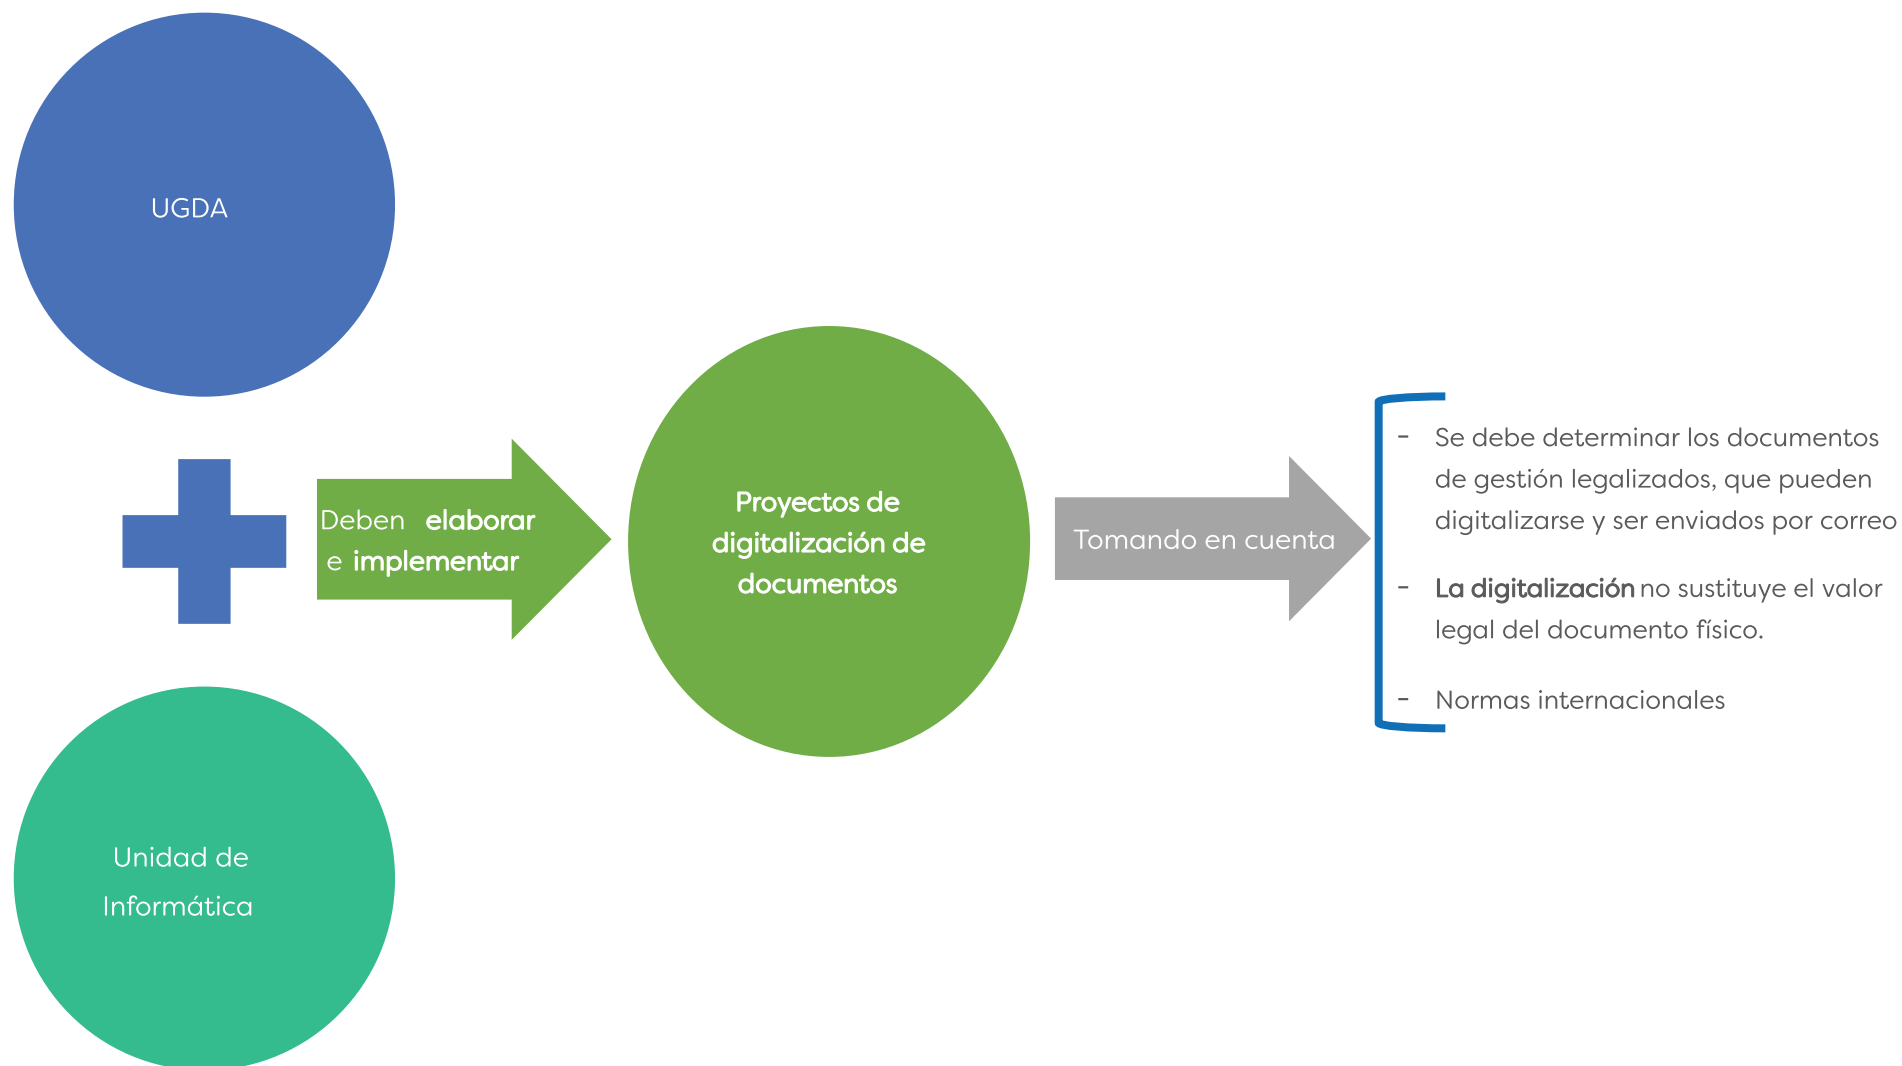 UGDA
Deben elaborar
e implementar
Unidad de
Informática
Proyectos de
digitalización de
documentos
Tomando en cuenta
- Se debe determinar los documentos
de gestión legalizados, que pueden
digitalizarse y ser enviados por correo
- La digitalización no sustituye el valor
legal del documento físico.
- Normas internacionales